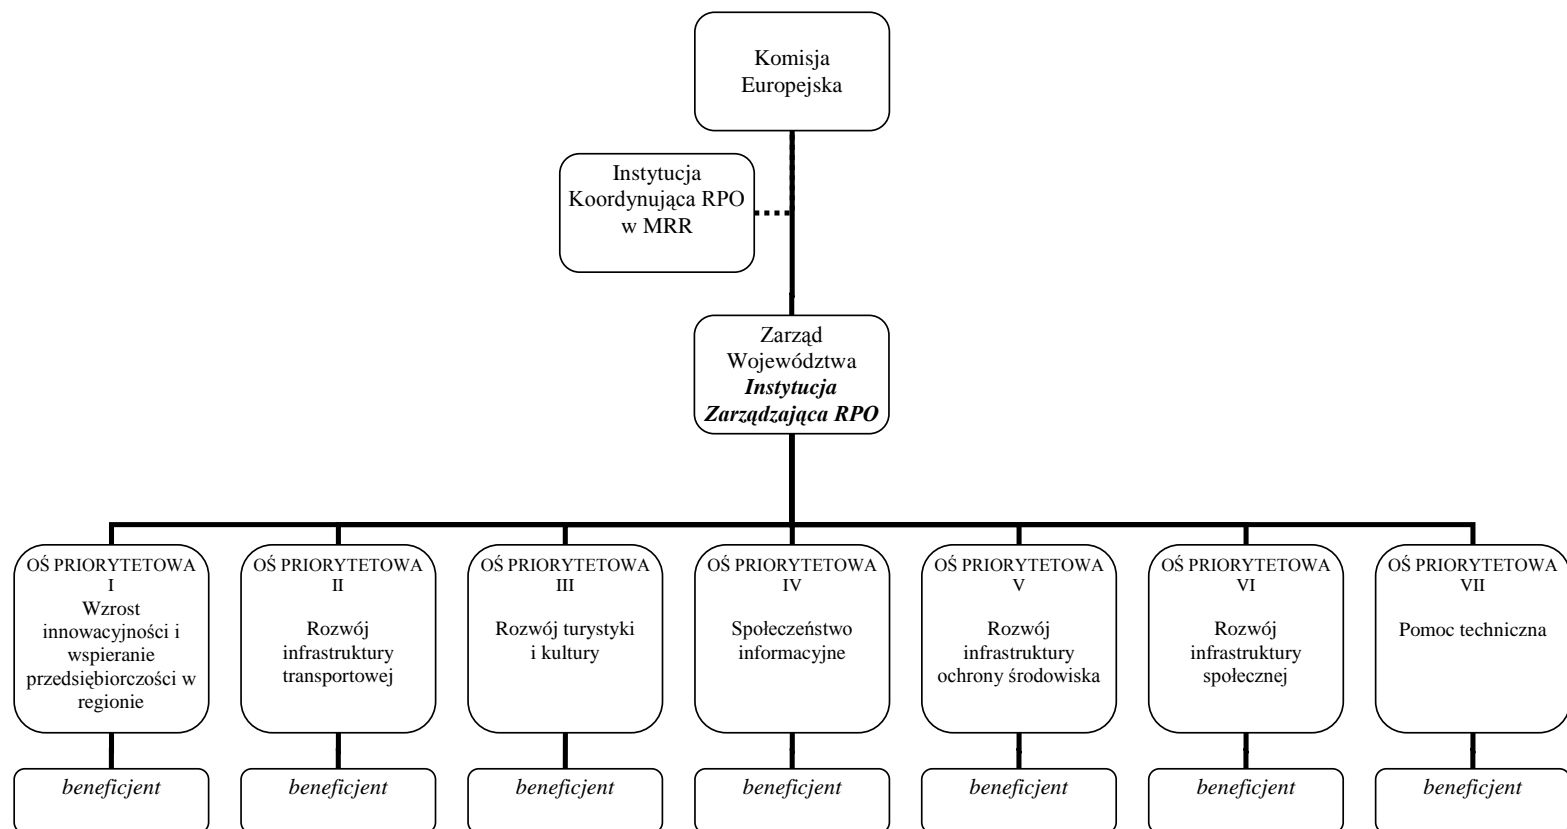 Komisja
Europejska
Instytucja
Koordynująca RPO
w MRR
Zarząd
Województwa
Instytucja
Zarządzająca RPO
OŚ PRIORYTETOWA
I
Wzrost
innowacyjności i
wspieranie
przedsiębiorczości w
regionie
OŚ PRIORYTETOWA
II
Rozwój
infrastruktury
transportowej
OŚ PRIORYTETOWA
III
Rozwój turystyki
i kultury
OŚ PRIORYTETOWA
IV
Społeczeństwo
informacyjne
OŚ PRIORYTETOWA
V
Rozwój
infrastruktury
ochrony środowiska
OŚ PRIORYTETOWA
VI
Rozwój
infrastruktury
społecznej
OŚ PRIORYTETOWA
VII
Pomoc techniczna
beneficjent
beneficjent
beneficjent
beneficjent
beneficjent
beneficjent
beneficjent